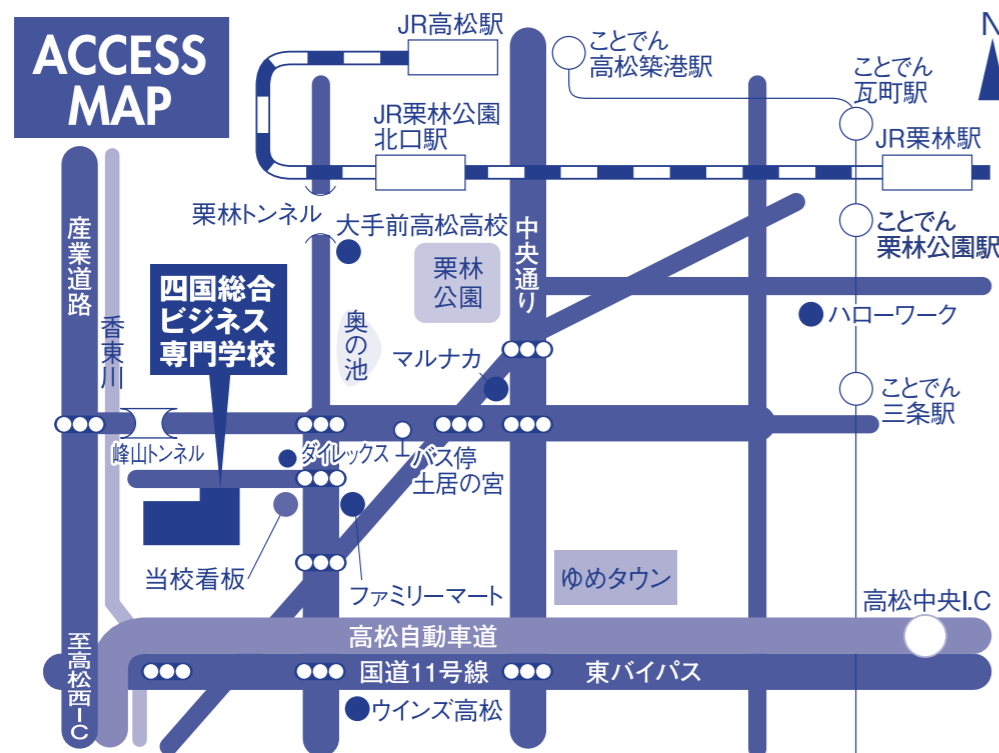 ACCESS
MAP
JR高松駅
ことでん
高松築港駅
ことでん
瓦町駅
N
JR栗林公園
北口駅
JR栗林駅
栗林トンネル
大手前高松高校
産業道路
香東川
四国総合
ビジネス
専門学校
奥の池
栗林
公園
中央通り
ことでん
栗林公園駅
ハローワーク
マルナカ
ことでん
三条駅
峰山トンネル
ダイレックス
バス停
土居の宮
当校看板
ファミリーマート
ゆめタウン
高松中央I.C
高松自動車道
至高松西IC
国道11号線
東バイパス
ウインズ高松